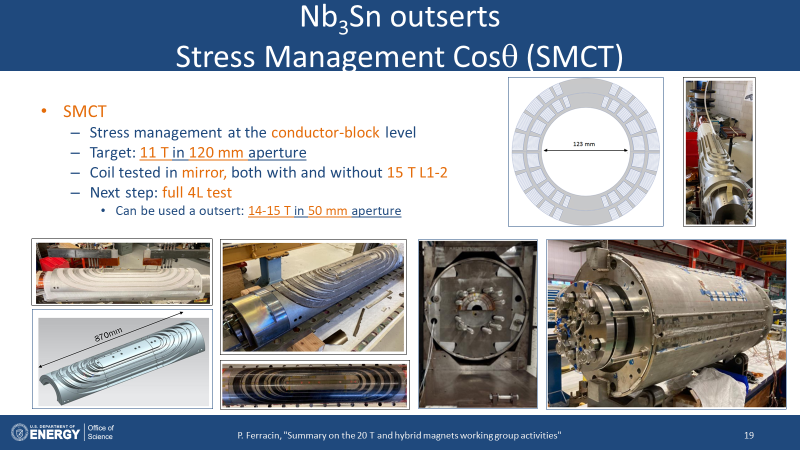 Nb3Sn outserts
Stress Management Cosθ (SMCT)
• SMCT
– Stress management at the conductor-block level
– Target: 11 T in 120 mm aperture
– Coil tested in mirror, both with and without 15 T L1-2
– Next step: full 4L test
• Can be used a outsert: 14-15 T in 50 mm aperture
123 mm
870mm
U.S. DEPARTMENT OF
ENERGY
Office of
Science
P. Ferracin, "Summary on the 20 T and hybrid magnets working group activities"
19